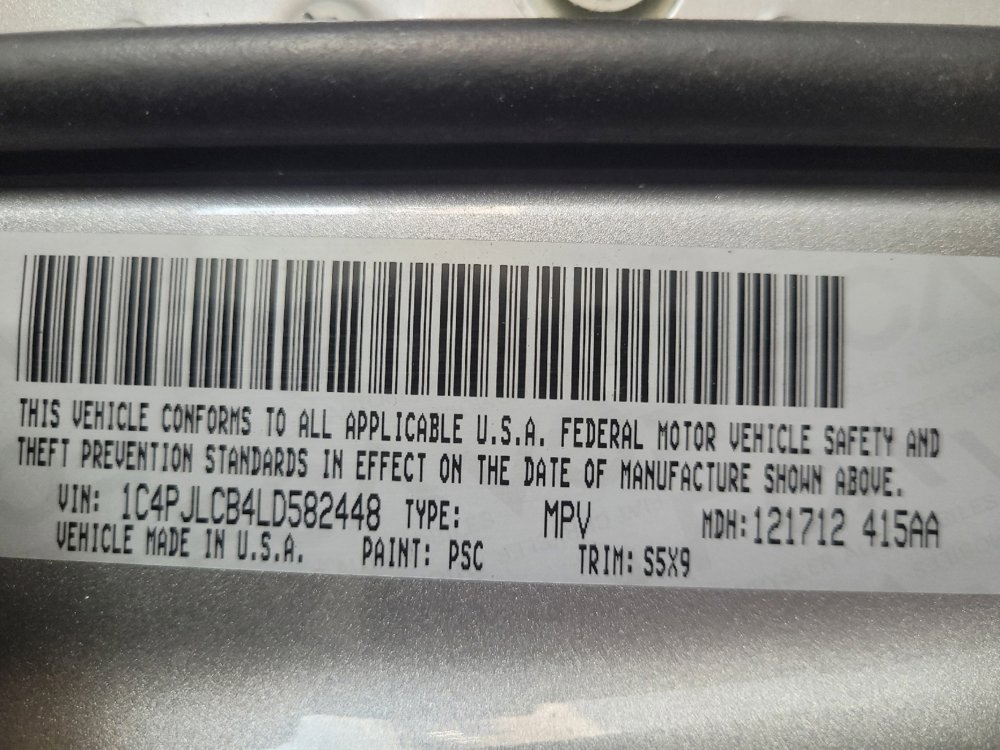 THIS VEHICLE CONFORMS TO ALL APPLICABLE U.S.A. FEDERAL MOTOR VEHICLE SAFETY AND
THEFT PREVENTION STANDARDS IN EFFECT ON THE DATE OF MANUFACTURE SHOWN ABOVE.
VIN: 1C4PJLCB4LD582448 TYPE: MPV MDH:121712 415AA
VEHICLE MADE IN U.S.A. PAINT: PSC TRIM: S5X9